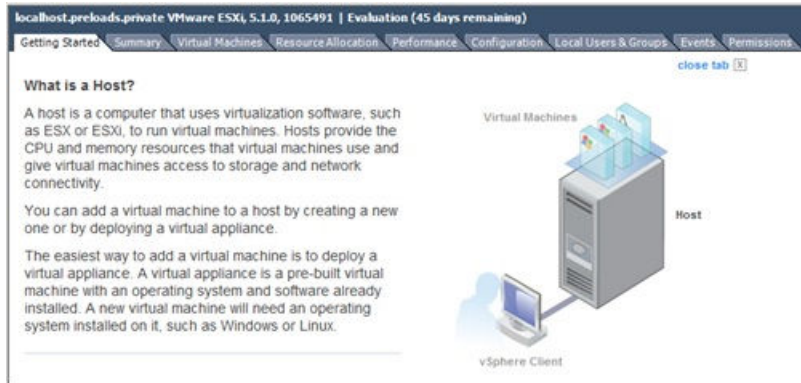 localhost.preloads.private VMware ESXi, 5.1.0, 1065491 | Evaluation (45 days remaining)
Getting Started Summary Virtual Machines Resource Allocation Performance Configuration Local Users & Groups Events Permissions
close tab X
What is a Host?
A host is a computer that uses virtualization software, such
as ESX or ESXi, to run virtual machines. Hosts provide the
CPU and memory resources that virtual machines use and
give virtual machines access to storage and network
connectivity.
You can add a virtual machine to a host by creating a new
one or by deploying a virtual appliance.
The easiest way to add a virtual machine is to deploy a
virtual appliance. A virtual appliance is a pre-built virtual
machine with an operating system and software already
installed. A new virtual machine will need an operating
system installed on it, such as Windows or Linux.
Virtual Machines
Host
vSphere Client